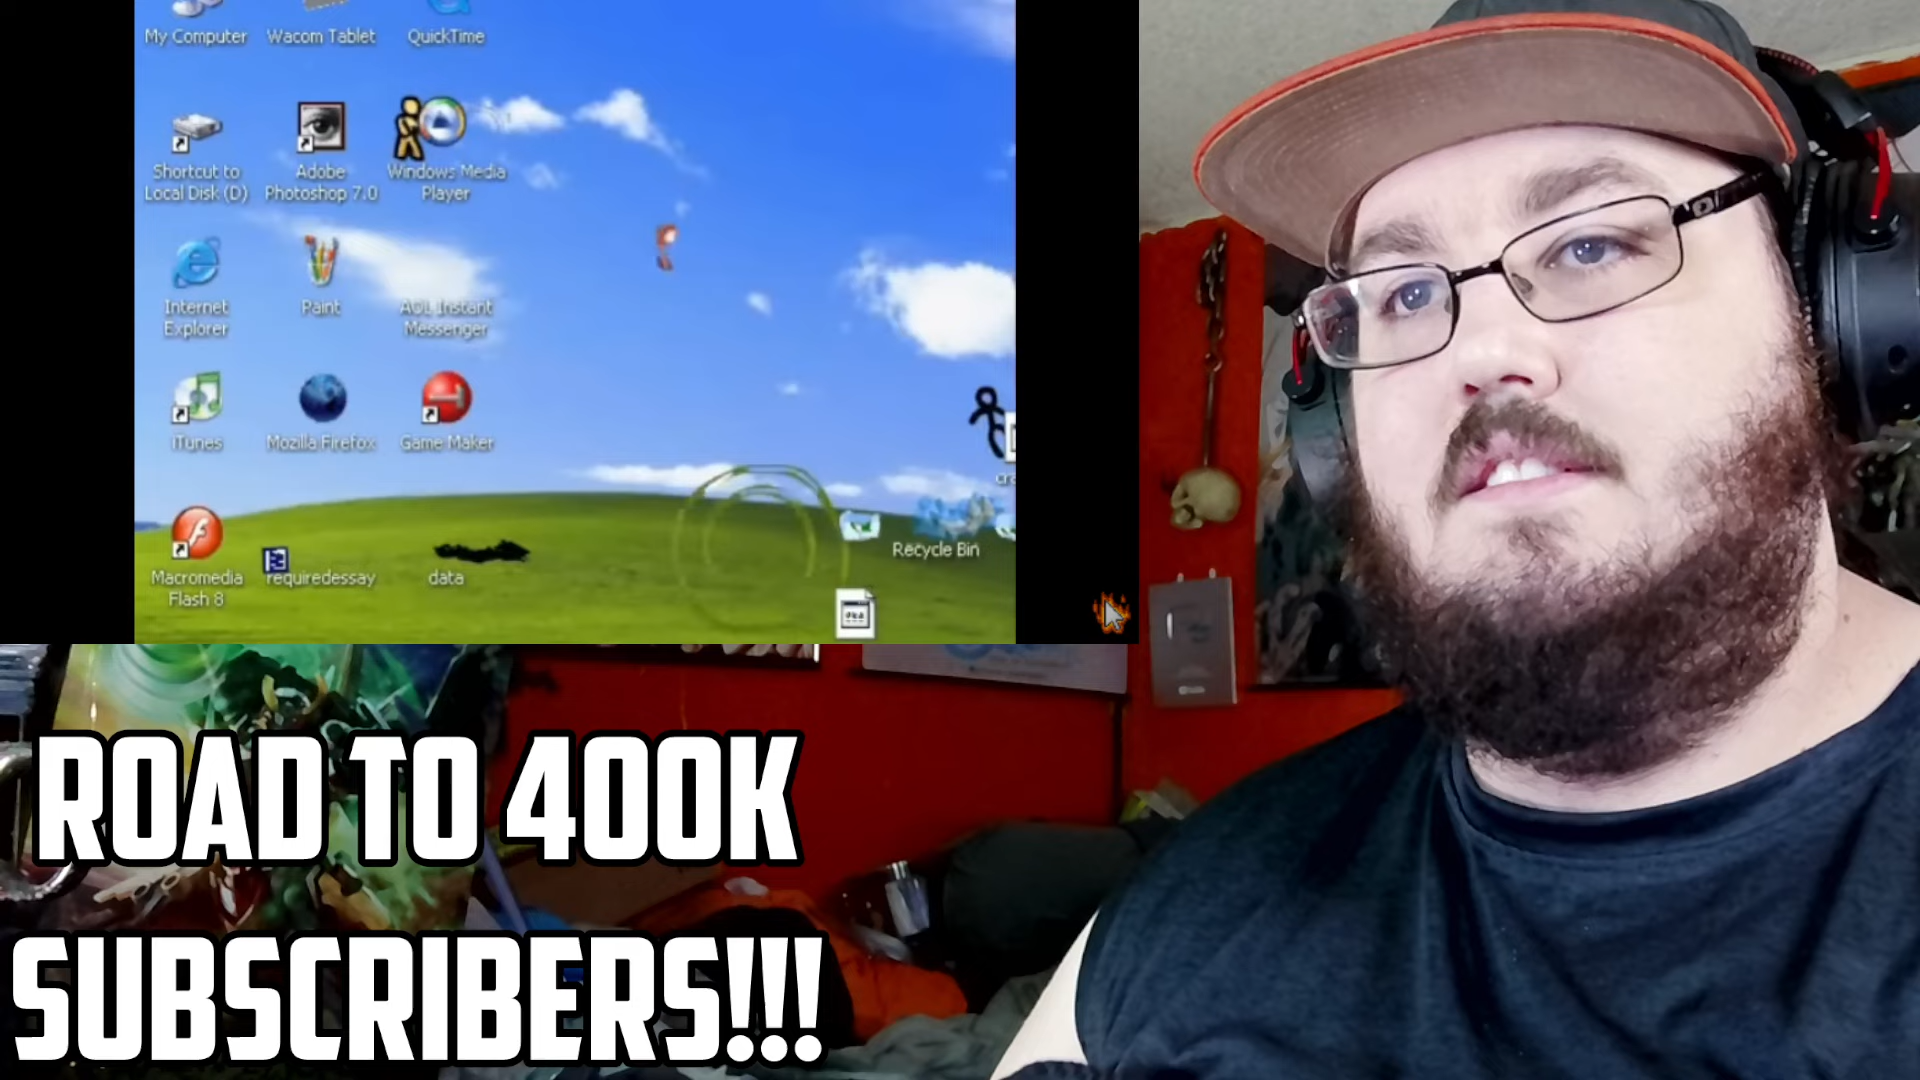 My Computer
Wacom Tablet
QuickTime
Shortcut to
Local Disk (D)
Adobe
Photoshop 7.0
Windows Media
Player
Internet
Explorer
Paint
AOL Instant
Messenger
iTunes
Mozilla Firefox
Game Maker
Macromedia
Flash 8
requiredessay
data
Recycle Bin
ROAD TO 400K
SUBSCRIBERS!!!